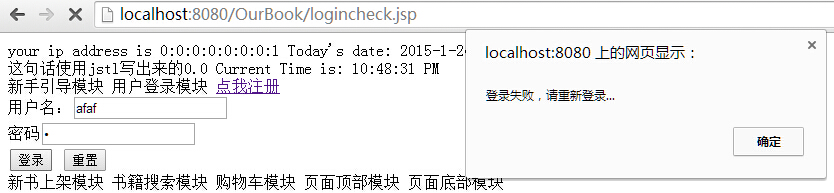 localhost:8080/OurBook/logincheck.jsp
your ip address is 0:0:0:0:0:0:0:1 Today's date: 2015-1-24
这句话使用jstl写出来的0.0 Current Time is: 10:48:31 PM
新手引导模块 用户登录模块 点我注册
用户名： afaf
密码
登录 重置
新书上架模块 书籍搜索模块 购物车模块 页面顶部模块 页面底部模块
localhost:8080 上的网页显示：
登录失败，请重新登录...
确定